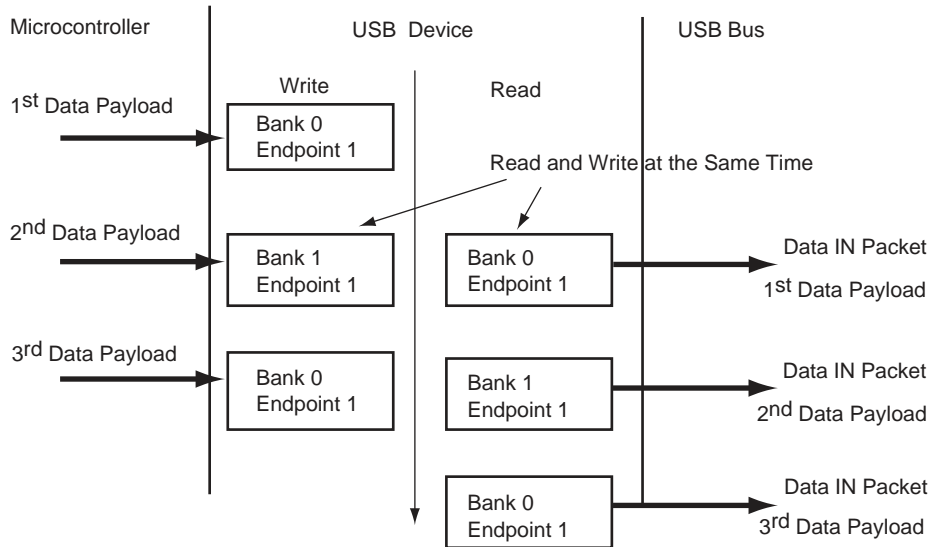 Microcontroller
USB Device
USB Bus
Write
Read
1st Data Payload
Bank 0
Endpoint 1
Read and Write at the Same Time
2nd Data Payload
Bank 1
Endpoint 1
Bank 0
Endpoint 1
Data IN Packet
1st Data Payload
3rd Data Payload
Bank 0
Endpoint 1
Bank 1
Endpoint 1
Data IN Packet
2nd Data Payload
Bank 0
Endpoint 1
Data IN Packet
3rd Data Payload